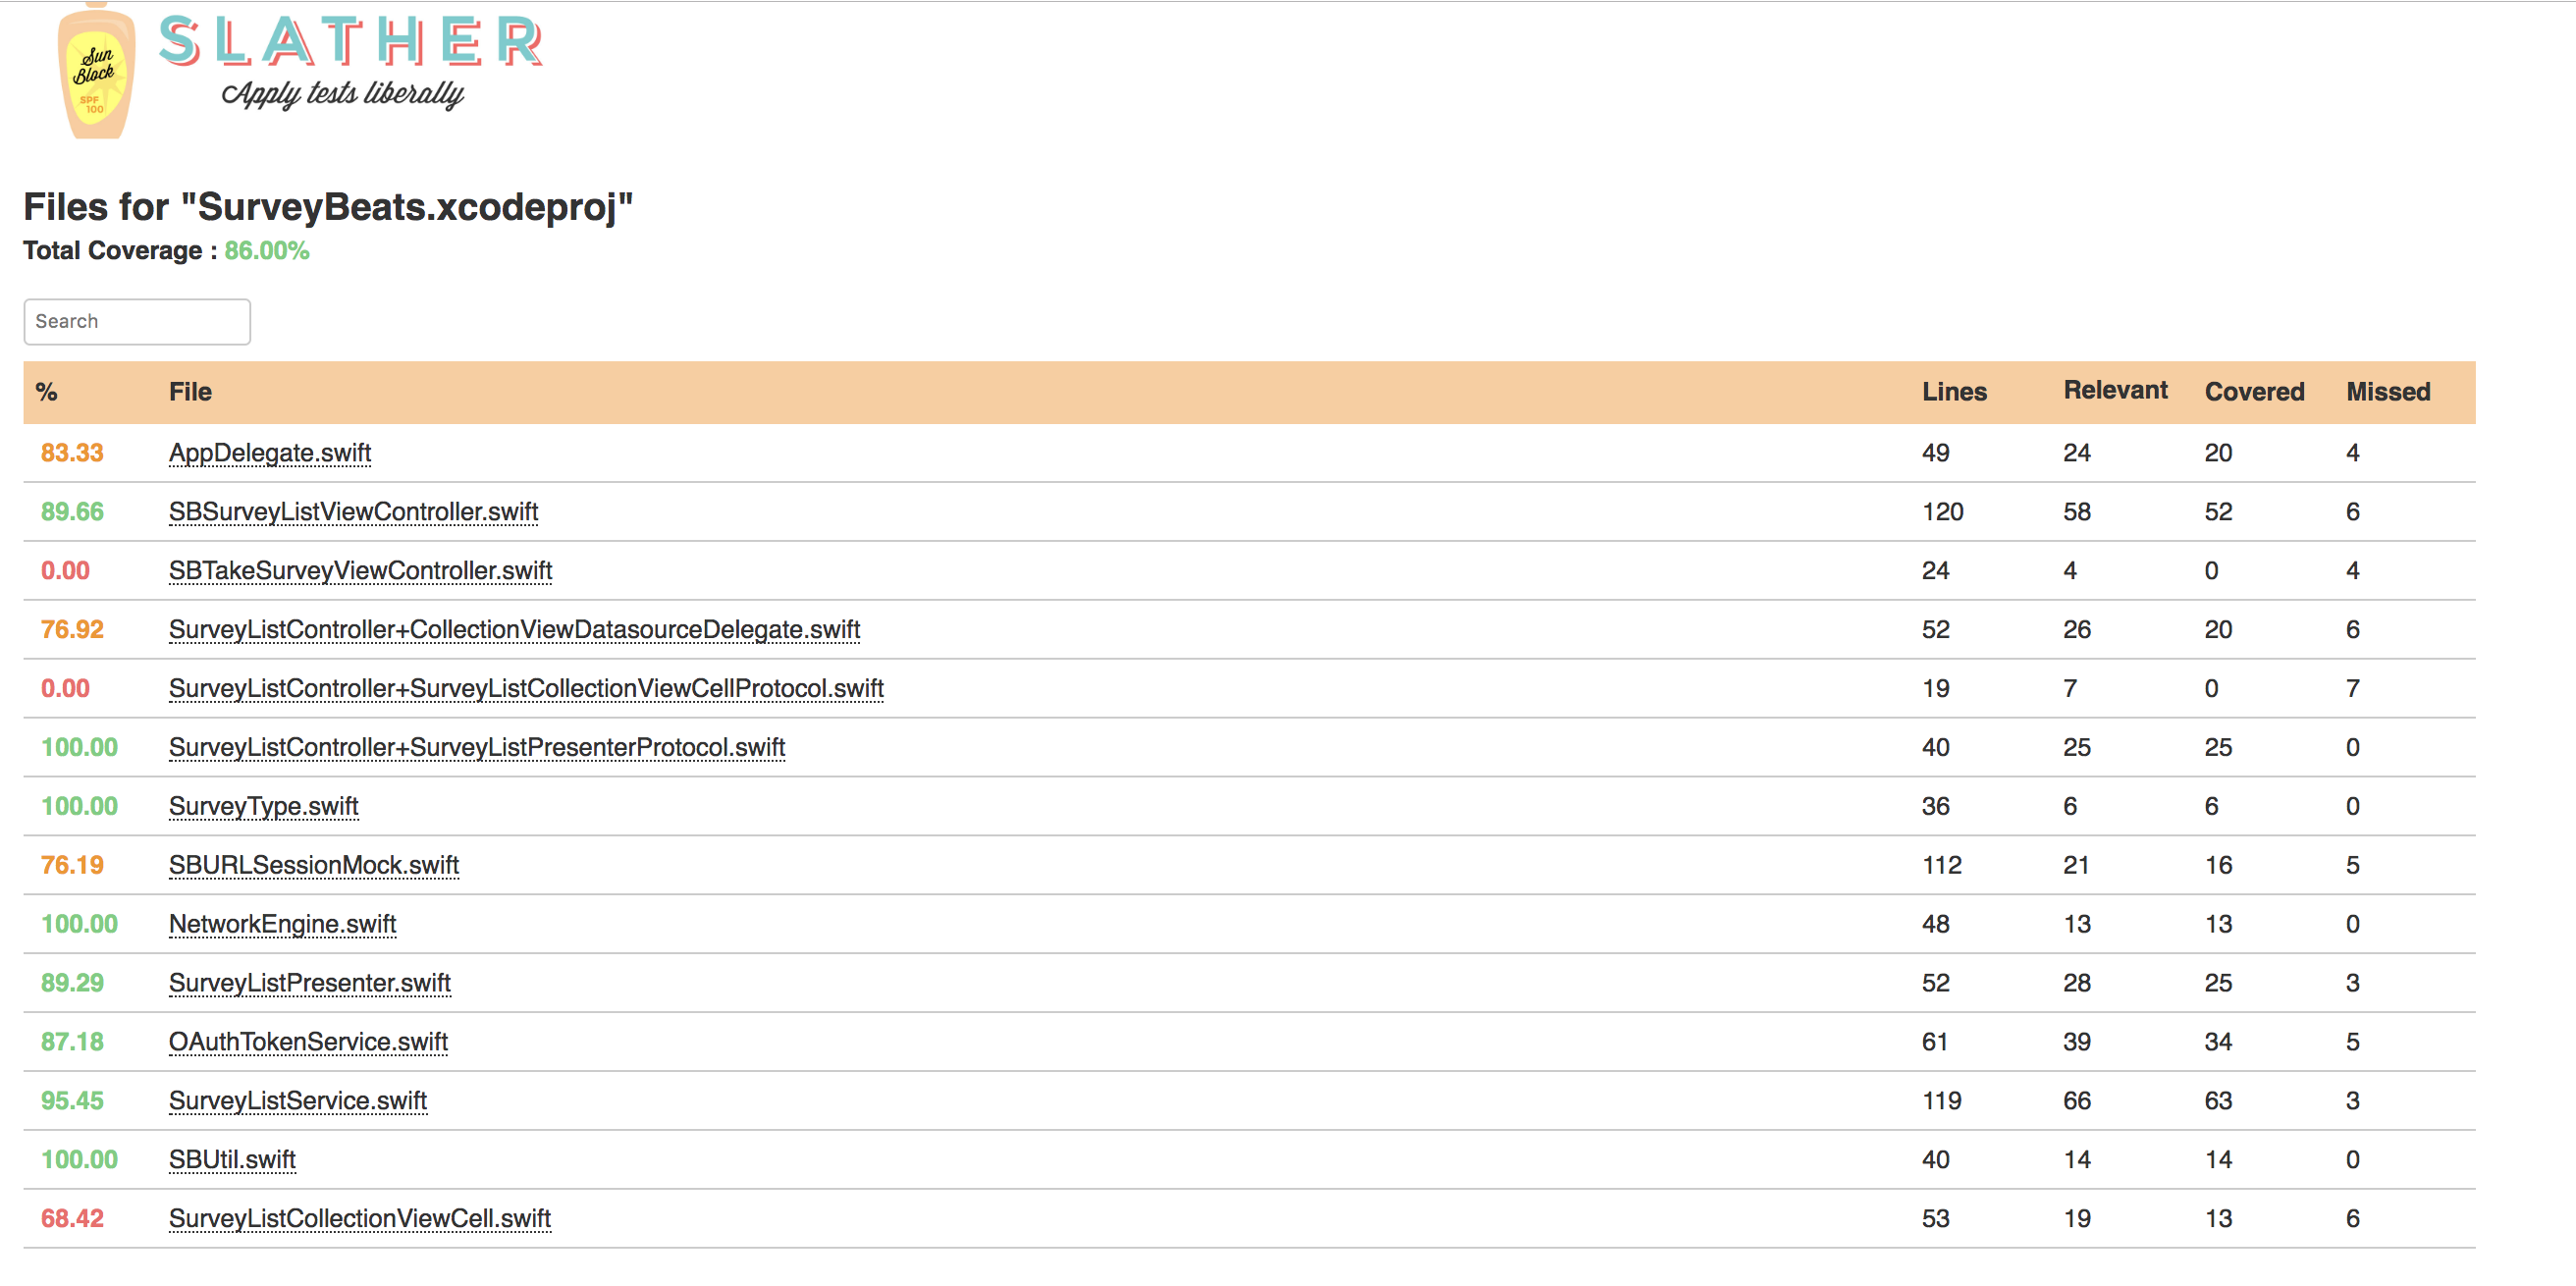 Sun
Block
SPF
100
SLATHER
Apply tests liberally
Files for "SurveyBeats.xcodeproj"
Total Coverage : 86.00%
Search
% File Lines Relevant Covered Missed
83.33 AppDelegate.swift 49 24 20 4
89.66 SBSurveyListViewController.swift 120 58 52 6
0.00 SBTakeSurveyViewController.swift 24 4 0 4
76.92 SurveyListController+CollectionViewDatasourceDelegate.swift 52 26 20 6
0.00 SurveyListController+SurveyListCollectionViewCellProtocol.swift 19 7 0 7
100.00 SurveyListController+SurveyListPresenterProtocol.swift 40 25 25 0
100.00 SurveyType.swift 36 6 6 0
76.19 SBURLSessionMock.swift 112 21 16 5
100.00 NetworkEngine.swift 48 13 13 0
89.29 SurveyListPresenter.swift 52 28 25 3
87.18 OAuthTokenService.swift 61 39 34 5
95.45 SurveyListService.swift 119 66 63 3
100.00 SBUtil.swift 40 14 14 0
68.42 SurveyListCollectionViewCell.swift 53 19 13 6